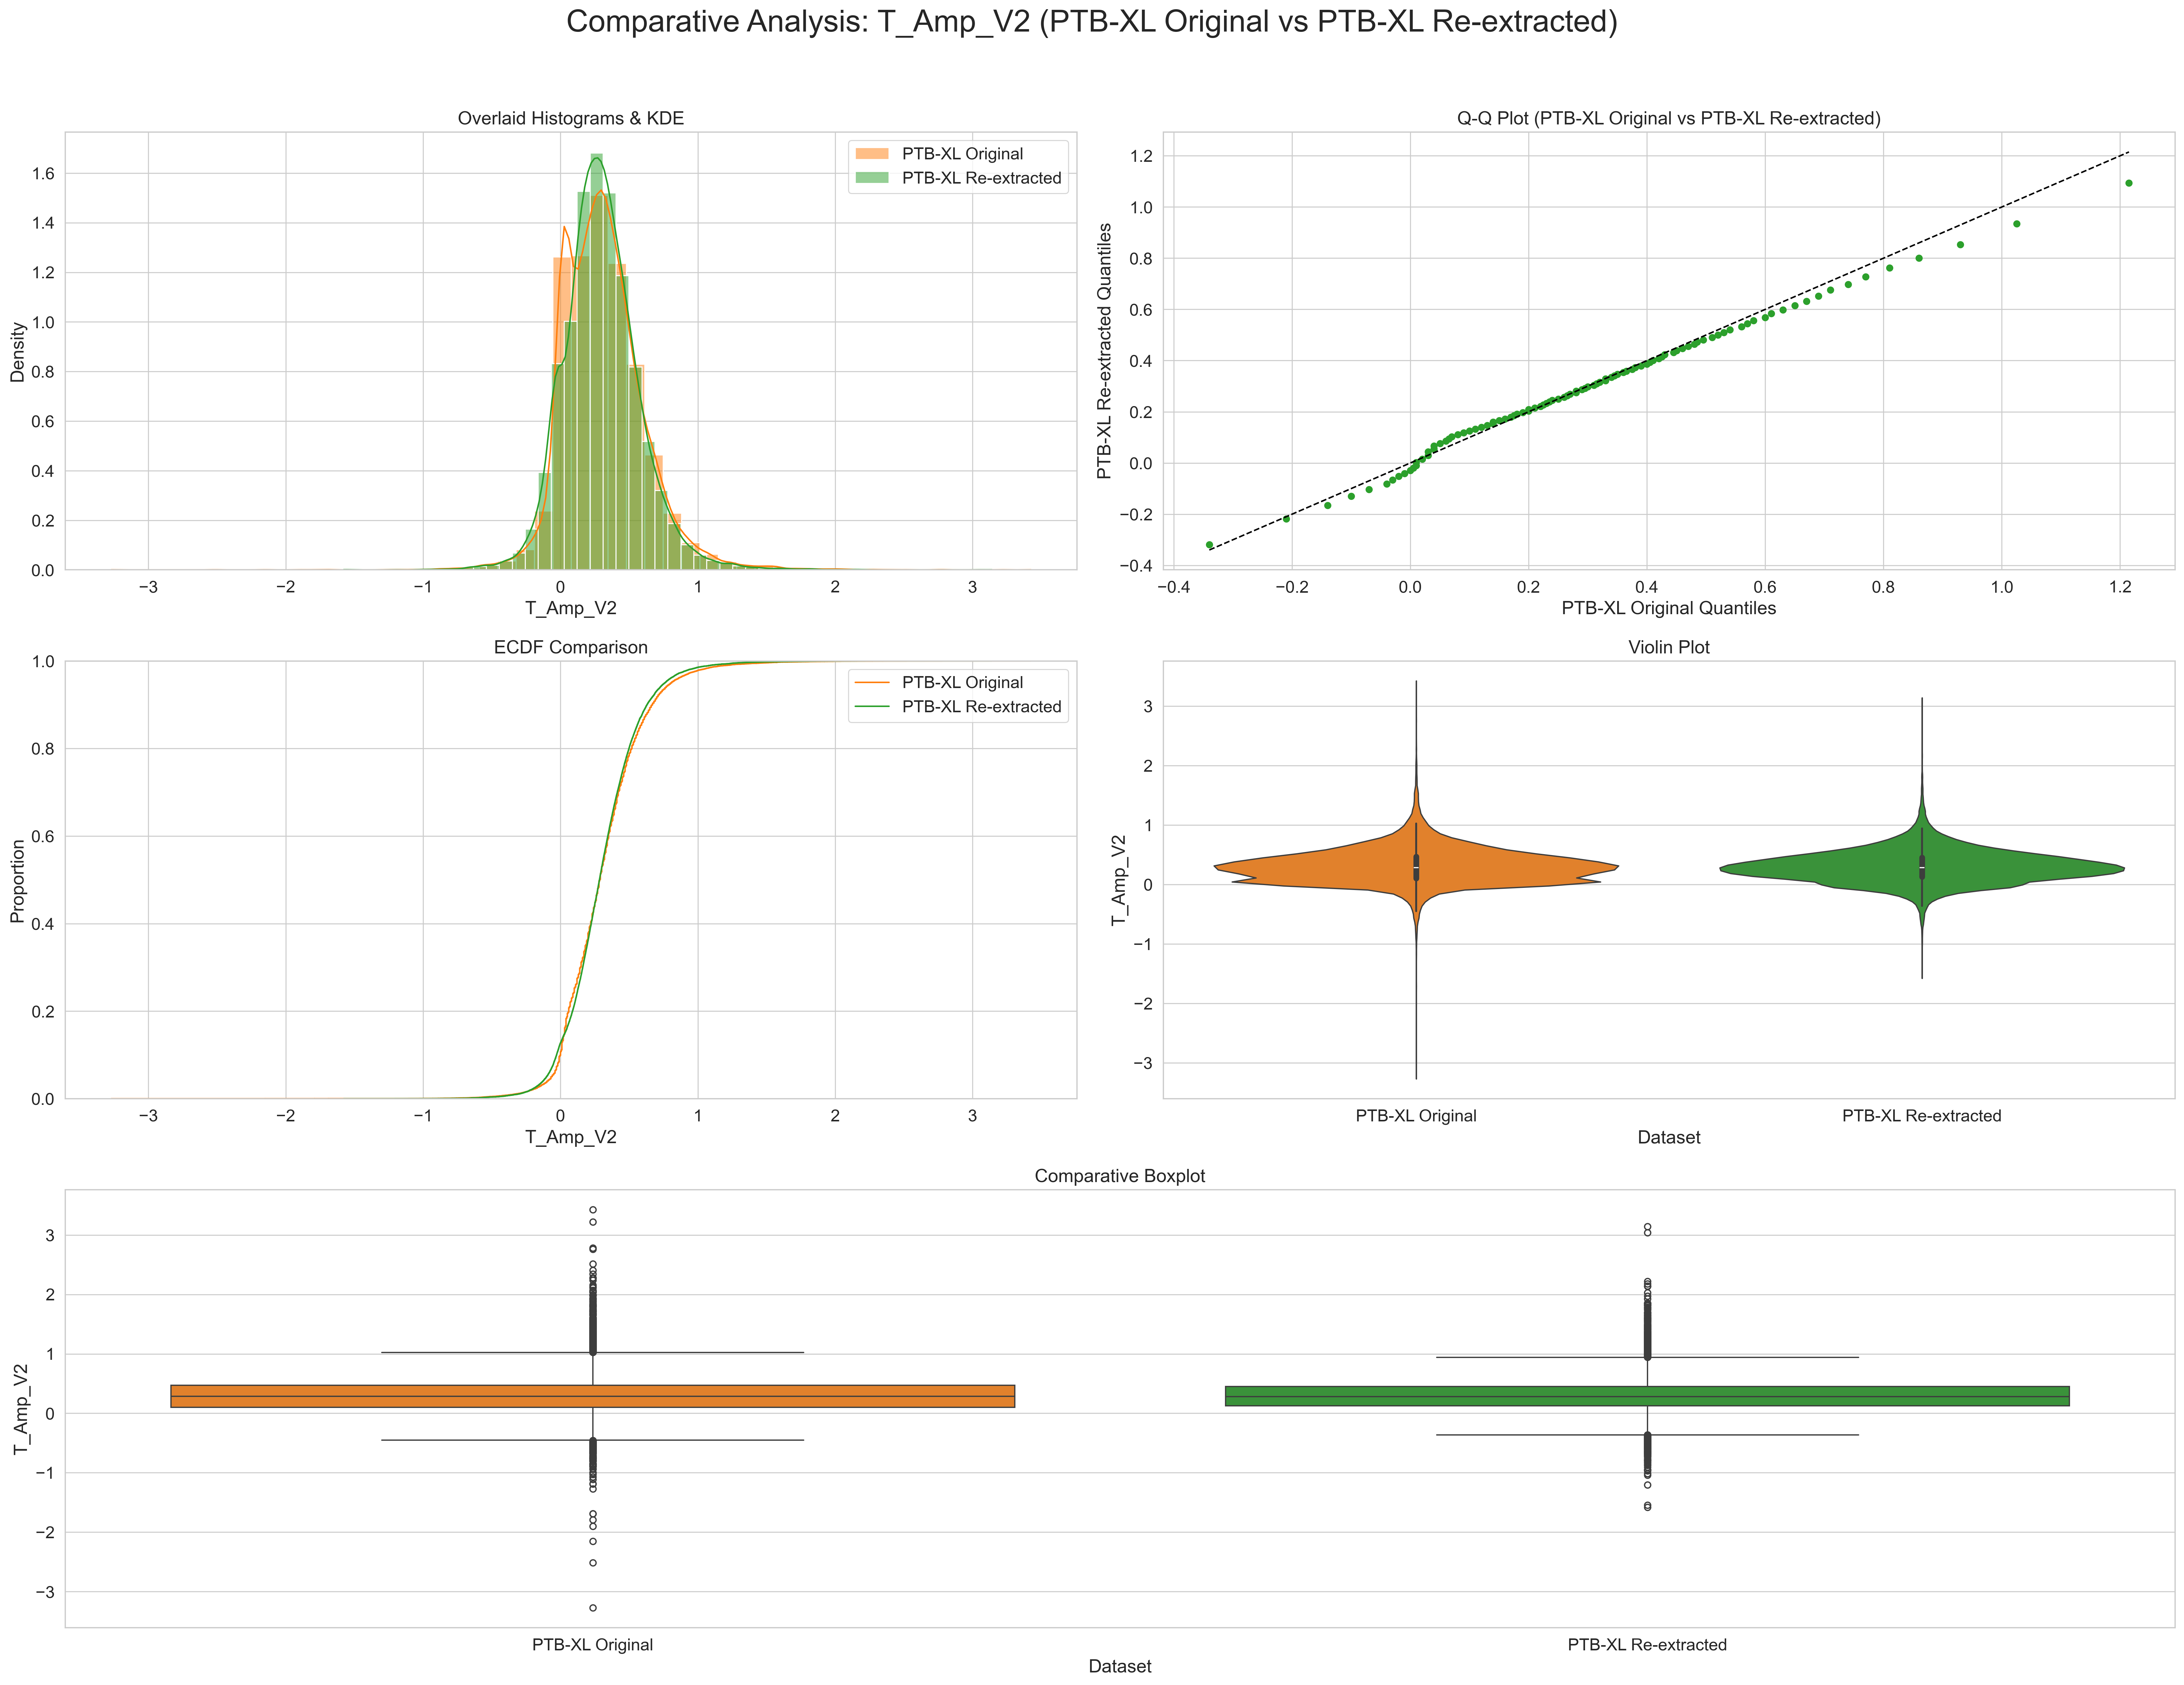 Comparative Analysis: T_Amp_V2 (PTB-XL Original vs PTB-XL Re-extracted)
Overlaid Histograms & KDE
PTB-XL Original
PTB-XL Re-extracted
Density
1.6
1.4
1.2
1.0
0.8
0.6
0.4
0.2
0.0
−3
−2
−1
0
1
2
3
T_Amp_V2
Q-Q Plot (PTB-XL Original vs PTB-XL Re-extracted)
PTB-XL Re-extracted Quantiles
1.2
1.0
0.8
0.6
0.4
0.2
0.0
−0.2
−0.4
−0.4
−0.2
0.0
0.2
0.4
0.6
0.8
1.0
1.2
PTB-XL Original Quantiles
ECDF Comparison
PTB-XL Original
PTB-XL Re-extracted
Proportion
1.0
0.8
0.6
0.4
0.2
0.0
−3
−2
−1
0
1
2
3
T_Amp_V2
Violin Plot
T_Amp_V2
3
2
1
0
−1
−2
−3
PTB-XL Original
PTB-XL Re-extracted
Dataset
Comparative Boxplot
T_Amp_V2
3
2
1
0
−1
−2
−3
PTB-XL Original
PTB-XL Re-extracted
Dataset